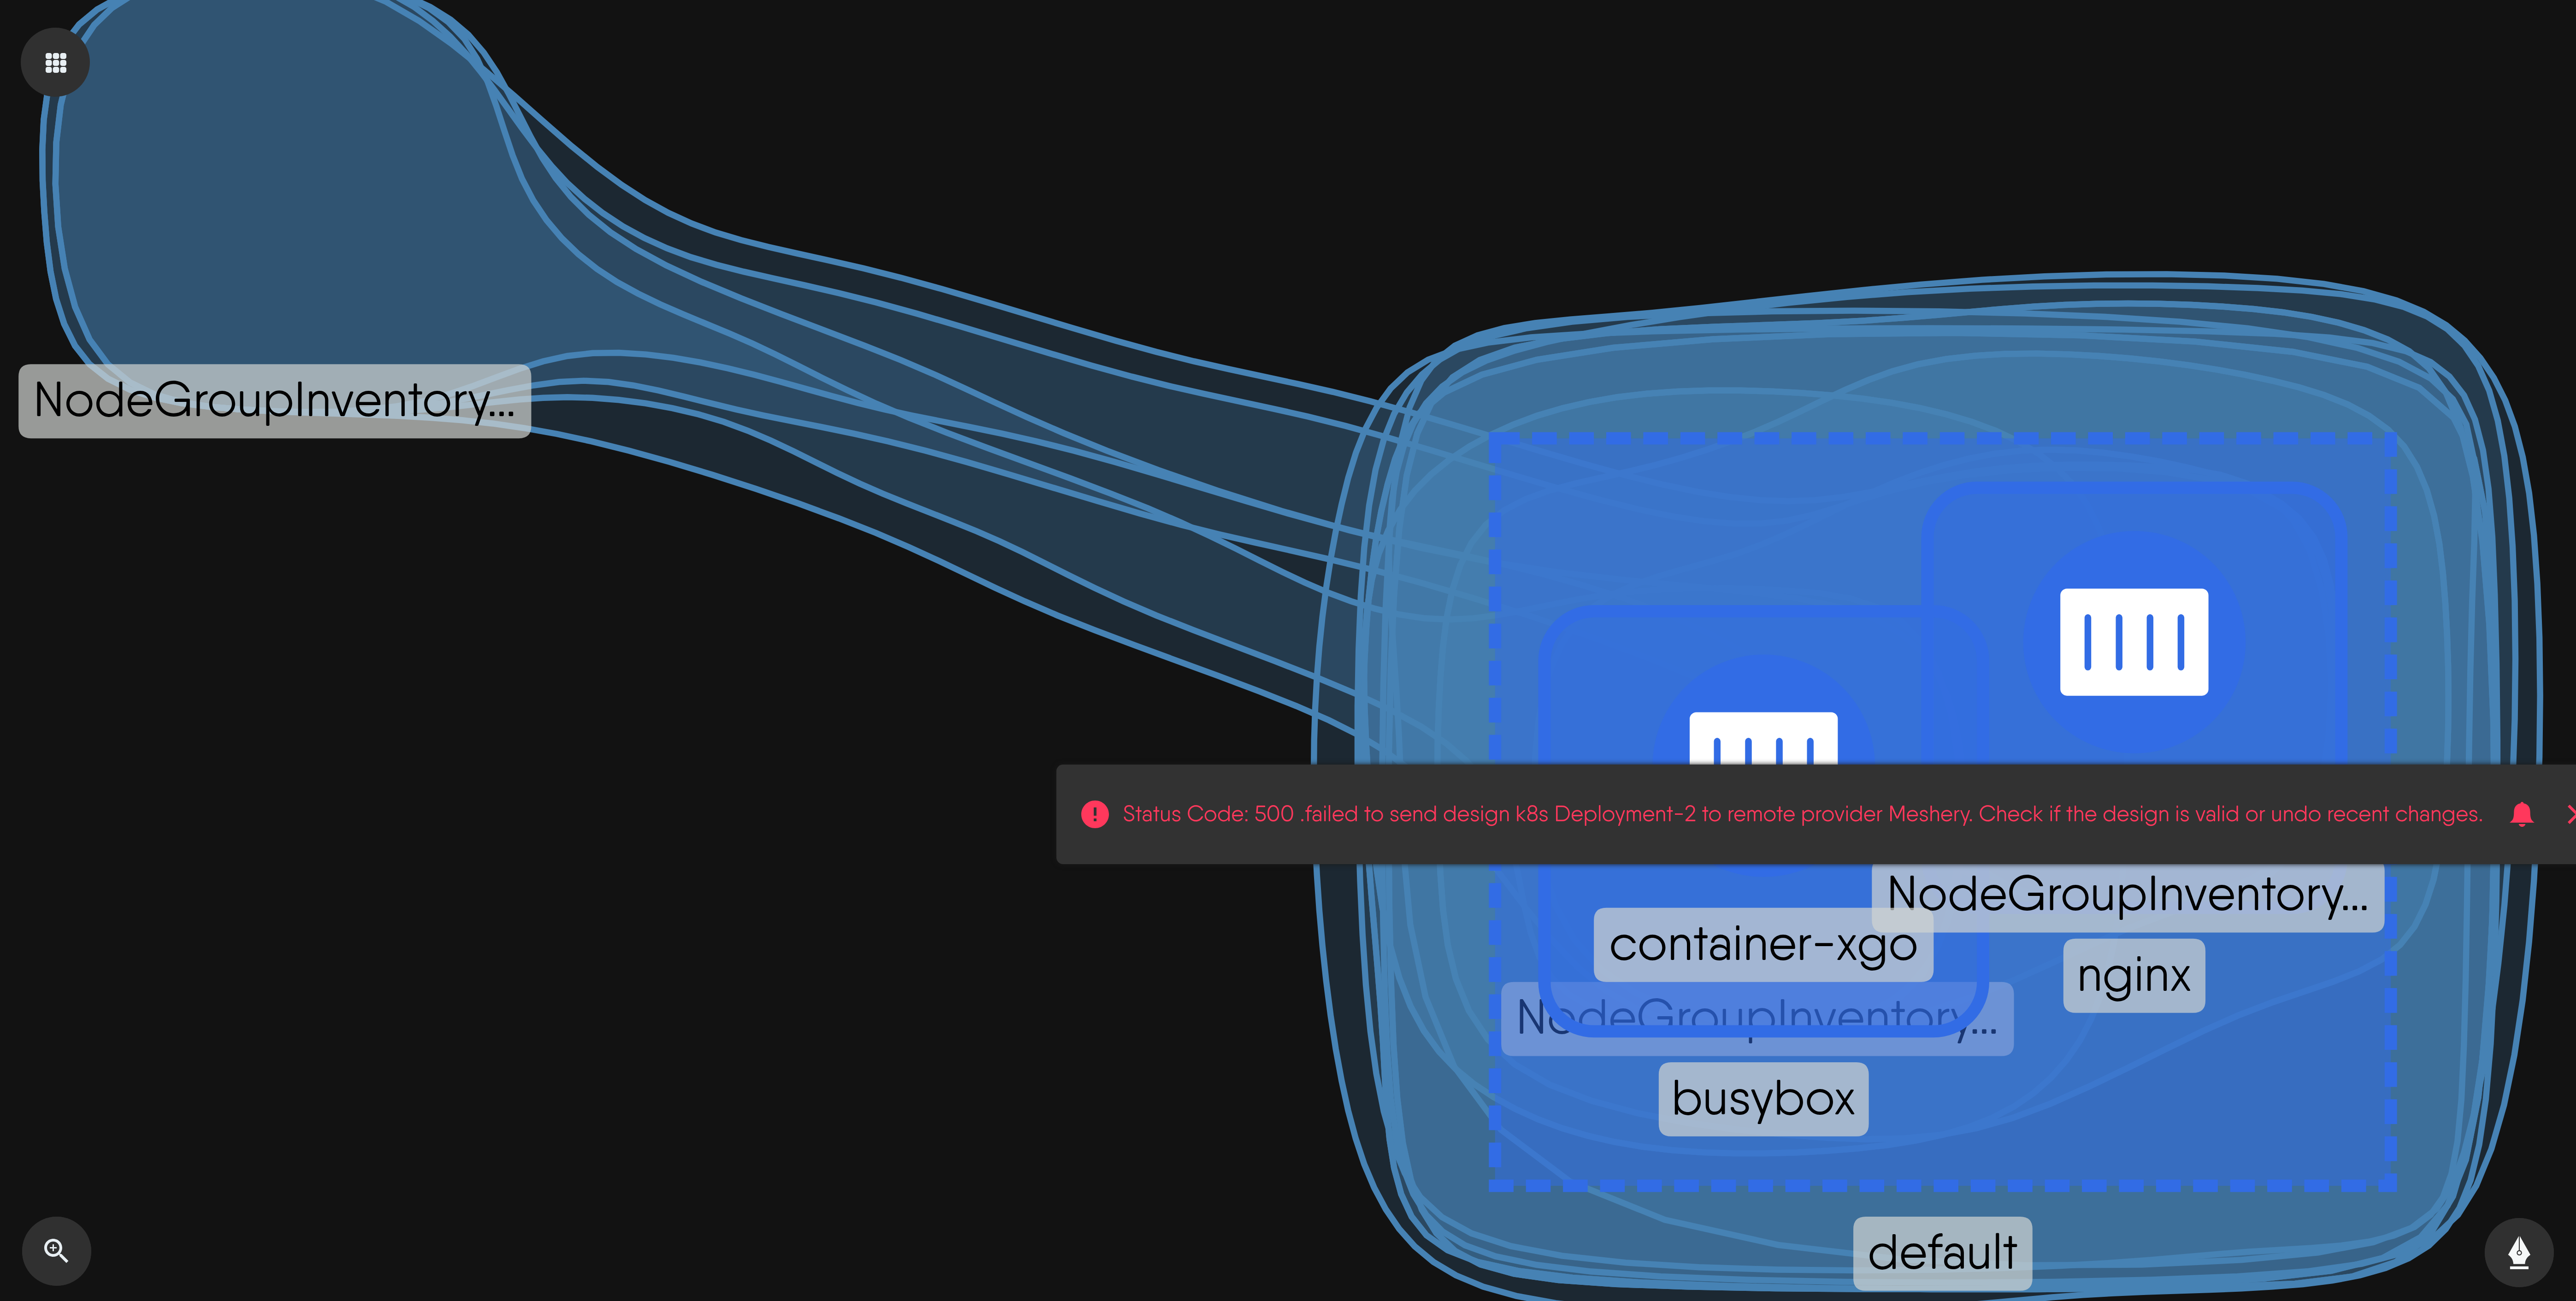 NodeGroupInventory...
Status Code: 500 .failed to send design k8s Deployment-2 to remote provider Meshery. Check if the design is valid or undo recent changes.
NodeGroupInventory...
container-xgo
nginx
NodeGroupInventory...
busybox
default